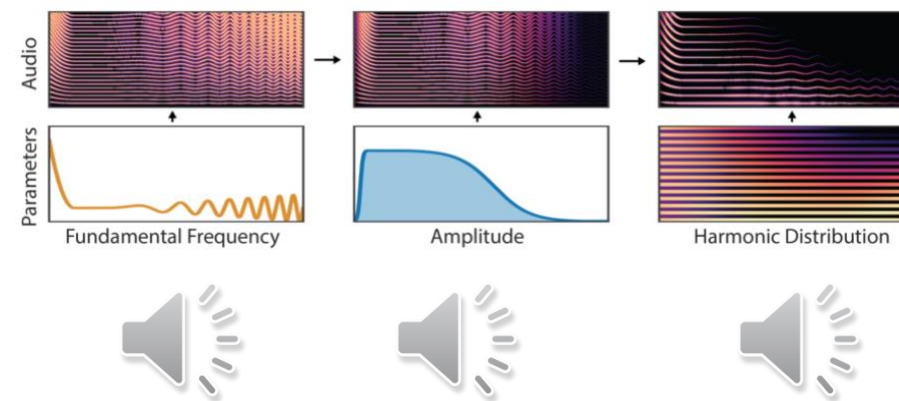 Audio
Parameters
Fundamental Frequency
Amplitude
Harmonic Distribution